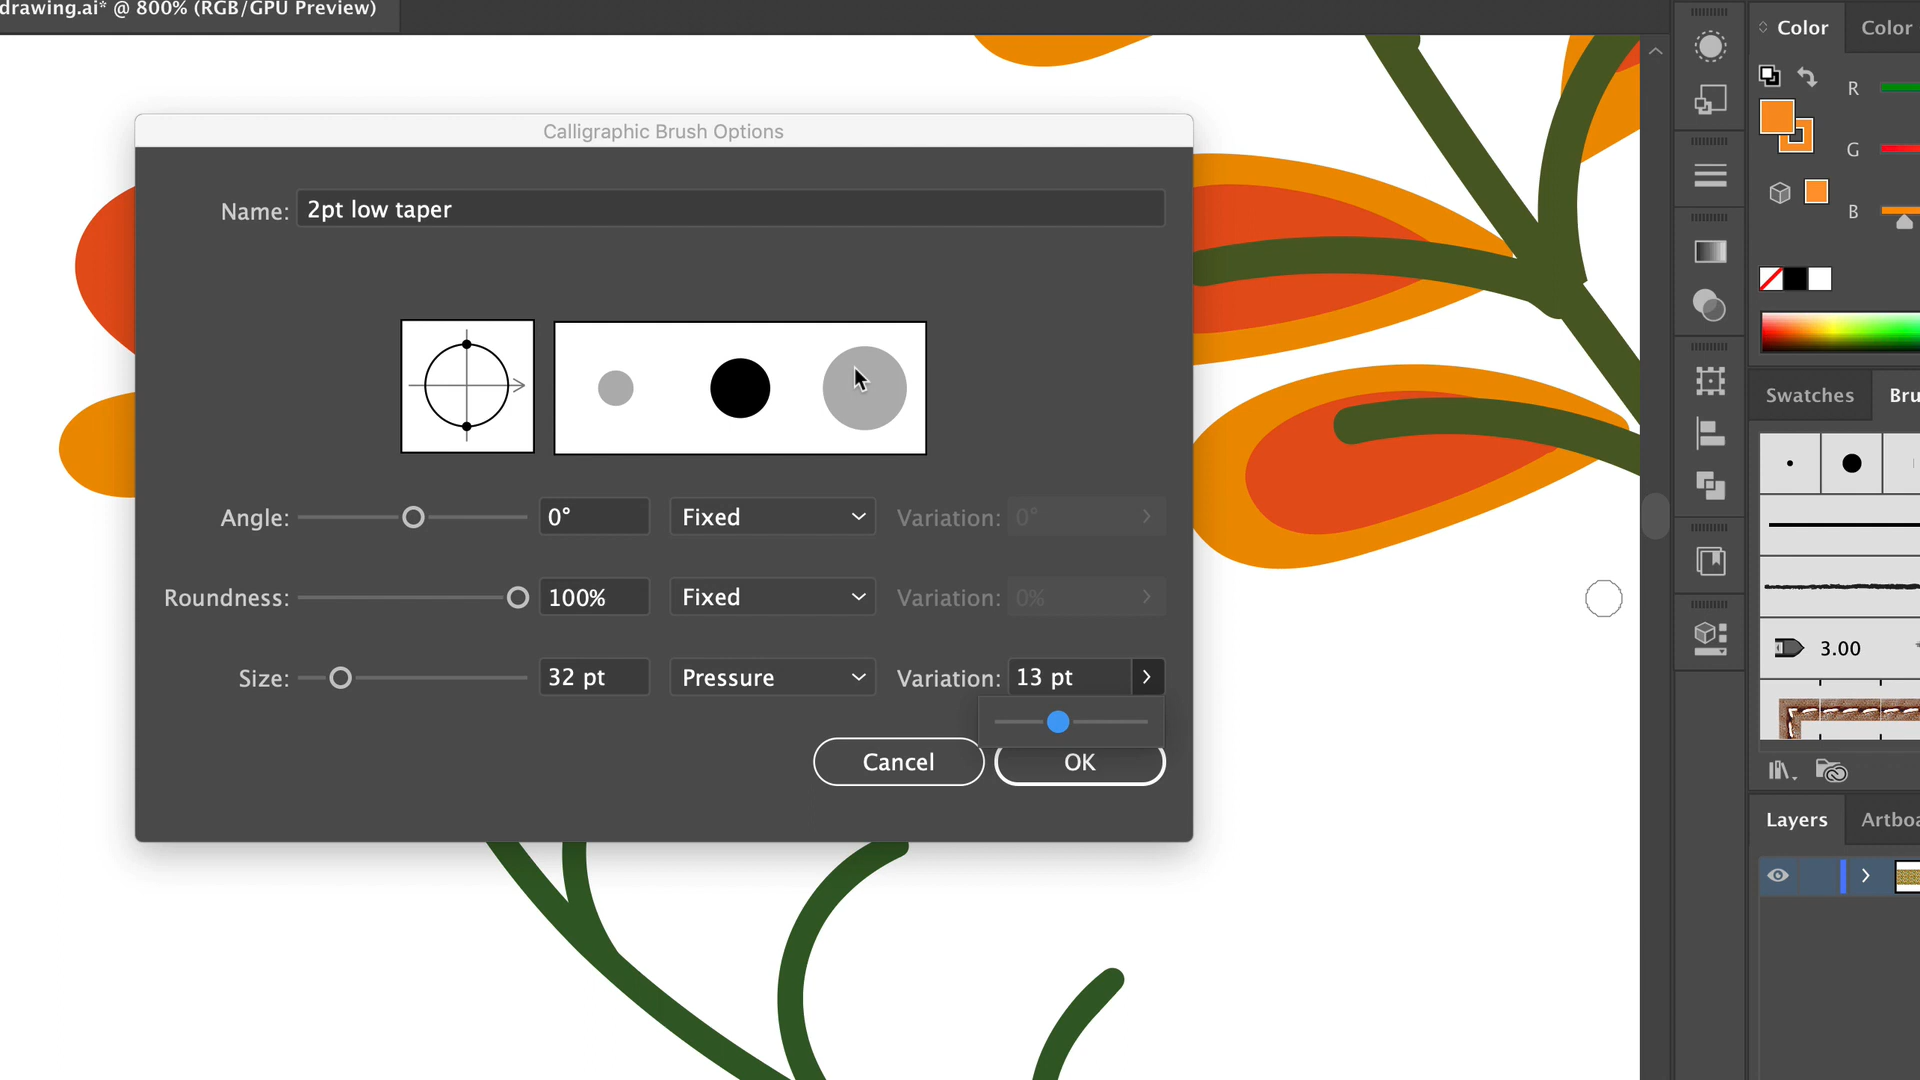 drawing.ai* @ 800% (RGB/GPU Preview)
Calligraphic Brush Options
Name: 2pt low taper
Angle: 0° Fixed Variation: 0°
Roundness: 100% Fixed Variation: 0%
Size: 32 pt Pressure Variation: 13 pt
Cancel OK
Color Color
R
G
B
Swatches Bru
3.00
Layers Artboa